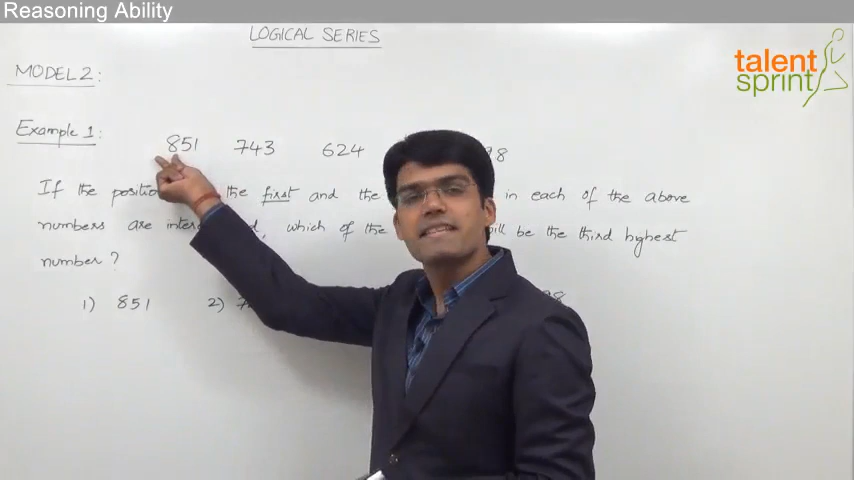 Reasoning Ability
LOGICAL SERIES
talent
sprint
MODEL 2:
Example 1:
851 743 624
If the the first and the in each of the above
numbers are which of the be the third highest
number?
1) 851 2)